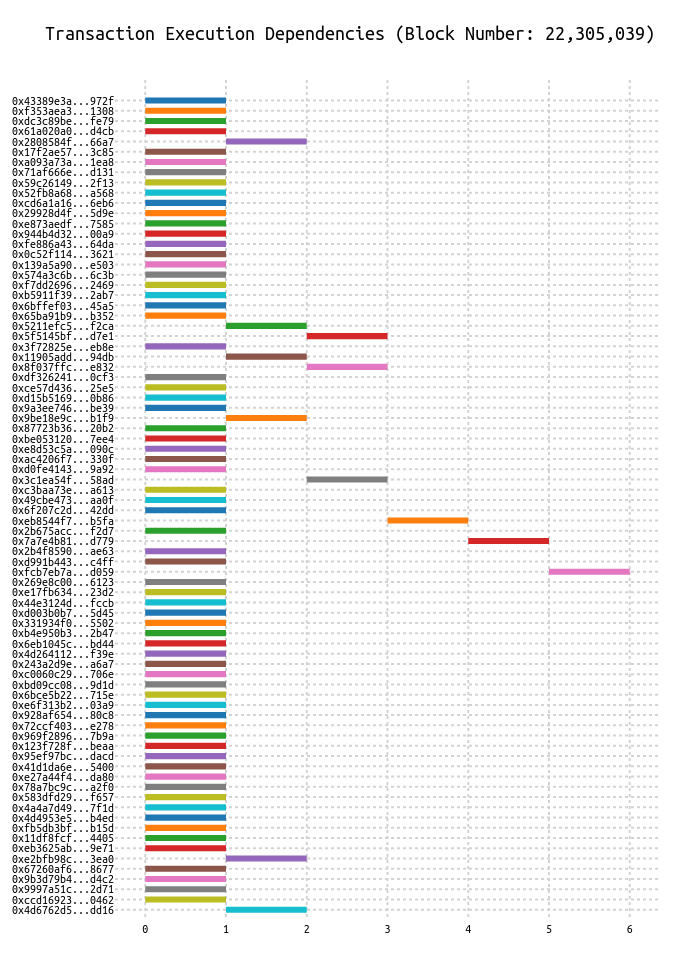 Transaction Execution Dependencies (Block Number: 22,305,039)
0x43389e3a...972f
0xf353aea3...1308
0xdc3c89be...fe79
0x61a020a0...d4cb
0x2808584f...66a7
0x17f2ae57...3c85
0xa093a73a...1ea8
0x71af666e...d131
0x59c26149...2f13
0x52fb8a68...a568
0xcd6a1a16...6eb6
0x29928d4f...5d9e
0xe873aedf...7585
0x944b4d32...00a9
0xfe886a43...64da
0x0c52f114...3621
0x139a5a90...e503
0x574a3c6b...6c3b
0xf7dd2696...2469
0xb5911f39...2ab7
0x6bffef03...45a5
0x65ba91b9...b352
0x5211efc5...f2ca
0x5f5145bf...d7e1
0x3f72825e...eb8e
0x11905add...94db
0x8f037ffc...e832
0xdf326241...0cf3
0xce57d436...25e5
0xd15b5169...0b86
0x9a3ee746...be39
0x9be18e9c...b1f9
0x87723b36...20b2
0xbe053120...7ee4
0xe8d53c5a...090c
0xac4206f7...330f
0xd0fe4143...9a92
0x3c1ea54f...58ad
0xc3baa73e...a613
0x49cbe473...aa0f
0x6f207c2d...42dd
0xeb8544f7...b5fa
0x2b675acc...f2d7
0x7a7e4b81...d779
0x2b4f8590...ae63
0xd991b443...c4ff
0xfcb7eb7a...d059
0x269e8c00...6123
0xe17fb634...23d2
0x44e3124d...fccb
0xd003b0b7...5d45
0x331934f0...5502
0xb4e950b3...2b47
0x6eb1045c...bd44
0x4d264112...f39e
0x243a2d9e...a6a7
0xc0060c29...706e
0xbd09cc08...9d1d
0x6bce5b22...715e
0xe6f313b2...03a9
0x928af654...80c8
0x72ccf403...e278
0x969f2896...7b9a
0x123f728f...beaa
0x95ef97bc...dacd
0x41d1da6e...5400
0xe27a44f4...da80
0x78a7bc9c...a2f0
0x583dfd29...f657
0x4a4a7d49...7f1d
0x4d4953e5...b4ed
0xfb5db3bf...b15d
0x11df8fcf...4405
0xeb3625ab...9e71
0xe2bfb98c...3ea0
0x67260af6...8677
0x9b3d79b4...d4c2
0x9997a51c...2d71
0xccd16923...0462
0x4d6762d5...dd16
0 1 2 3 4 5 6